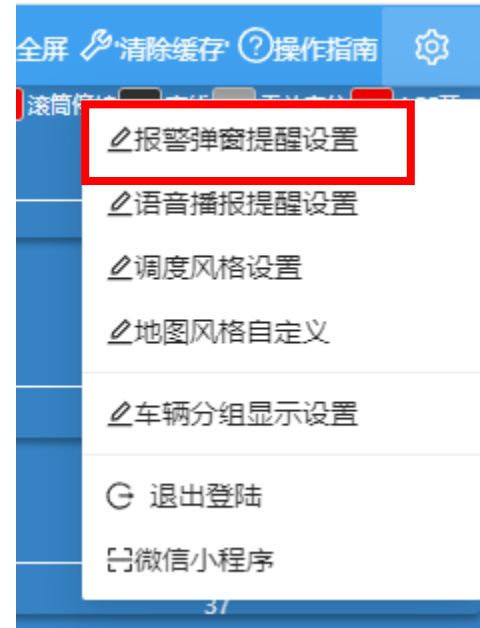 全屏 清除缓存 操作指南
滚筒
报警弹窗提醒设置
语音播报提醒设置
调度风格设置
地图风格自定义
车辆分组显示设置
退出登陆
微信小程序
37